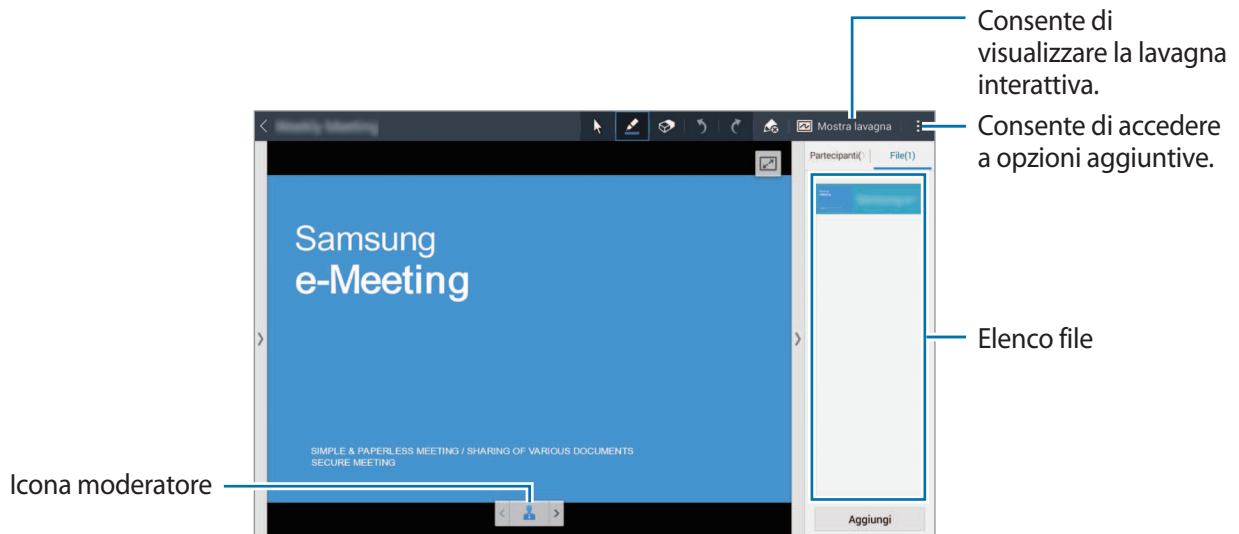 Consente di
visualizzare la lavagna
interattiva.
Mostra lavagna
Consente di accedere
a opzioni aggiuntive.
Partecipanti(
File(1)
Samsung
e-Meeting
Elenco file
SIMPLE & PAPERLESS MEETING / SHARING OF VARIOUS DOCUMENTS
SECURE MEETING
Icona moderatore
Aggiungi